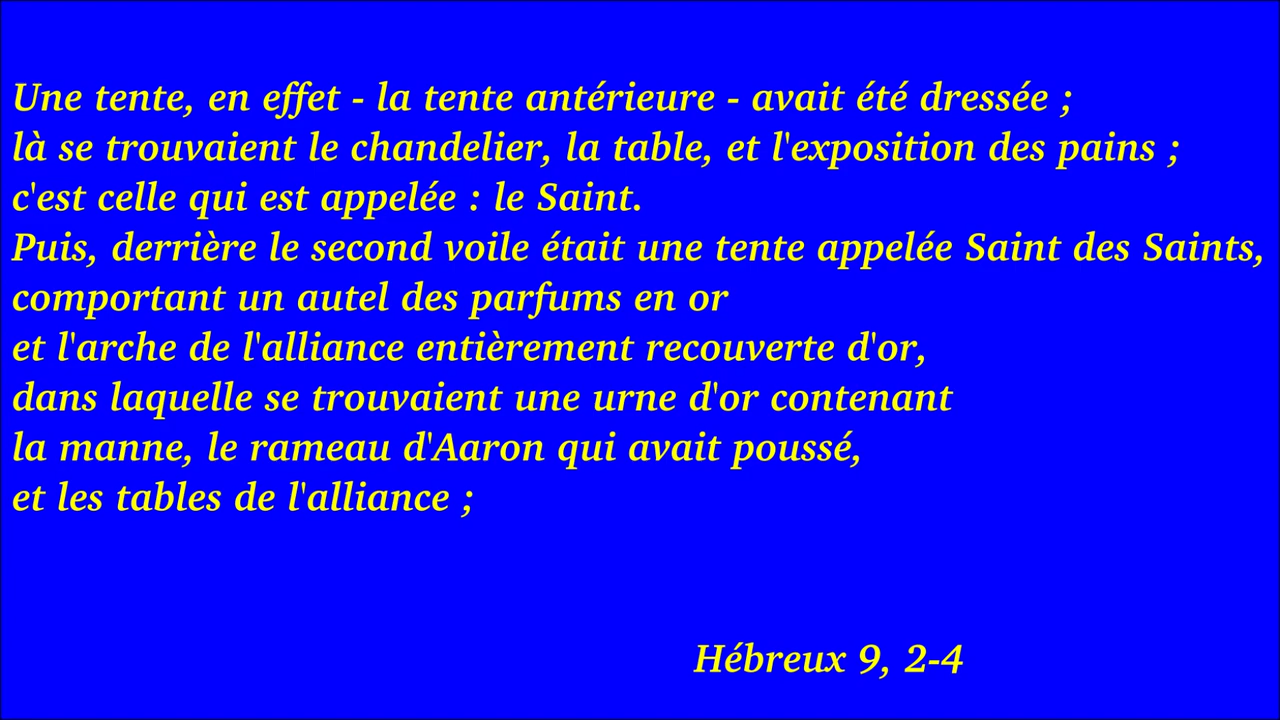 Une tente, en effet - la tente antérieure - avait été dressée ;
là se trouvaient le chandelier, la table, et l'exposition des pains ;
c'est celle qui est appelée : le Saint.
Puis, derrière le second voile était une tente appelée Saint des Saints,
comportant un autel des parfums en or
et l'arche de l'alliance entièrement recouverte d'or,
dans laquelle se trouvaient une urne d'or contenant
la manne, le rameau d'Aaron qui avait poussé,
et les tables de l'alliance ;
Hébreux 9, 2-4